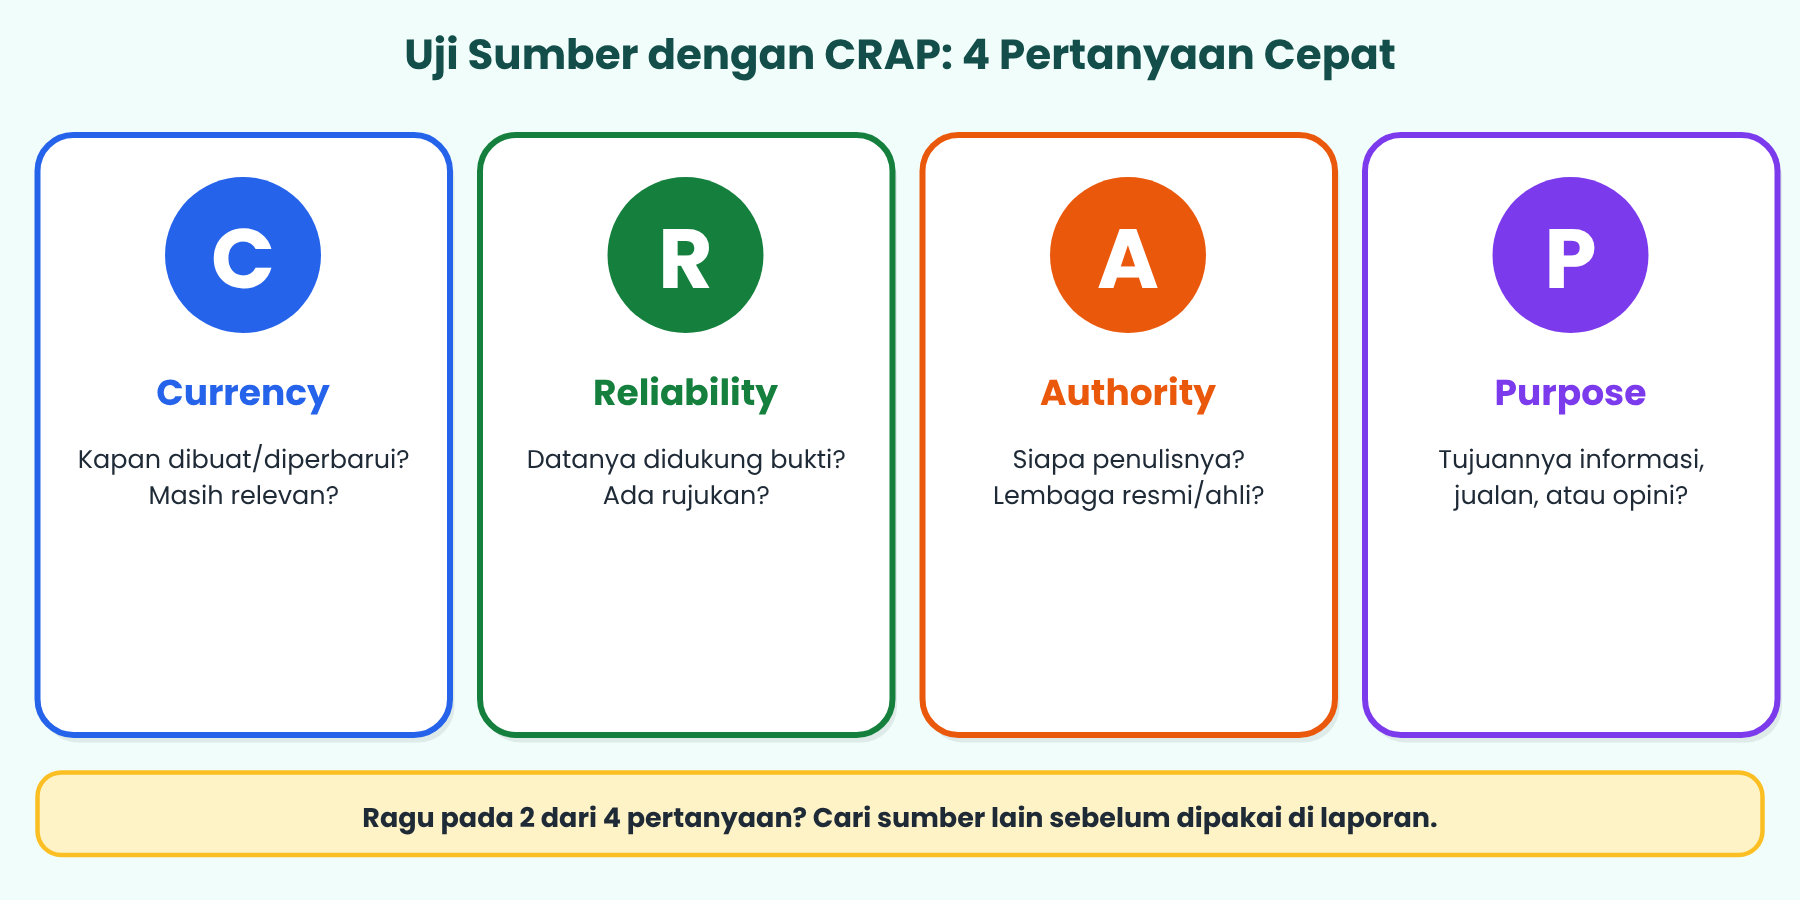 Uji Sumber dengan CRAP: 4 Pertanyaan Cepat
C
Currency
Kapan dibuat/diperbarui?
Masih relevan?
R
Reliability
Datanya didukung bukti?
Ada rujukan?
A
Authority
Siapa penulisnya?
Lembaga resmi/ahli?
P
Purpose
Tujuannya informasi,
jualan, atau opini?
Ragu pada 2 dari 4 pertanyaan? Cari sumber lain sebelum dipakai di laporan.